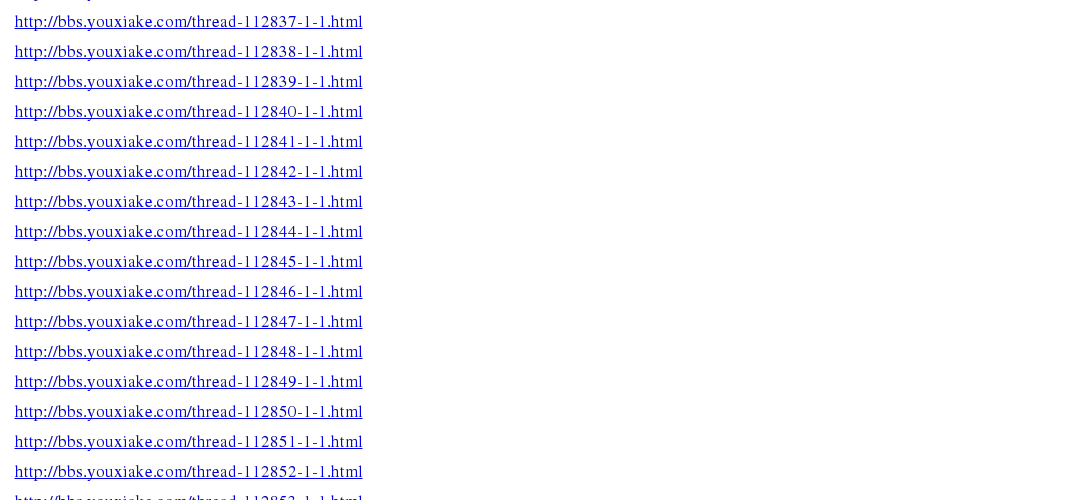 http://bbs.youxiake.com/thread-112837-1-1.html
http://bbs.youxiake.com/thread-112838-1-1.html
http://bbs.youxiake.com/thread-112839-1-1.html
http://bbs.youxiake.com/thread-112840-1-1.html
http://bbs.youxiake.com/thread-112841-1-1.html
http://bbs.youxiake.com/thread-112842-1-1.html
http://bbs.youxiake.com/thread-112843-1-1.html
http://bbs.youxiake.com/thread-112844-1-1.html
http://bbs.youxiake.com/thread-112845-1-1.html
http://bbs.youxiake.com/thread-112846-1-1.html
http://bbs.youxiake.com/thread-112847-1-1.html
http://bbs.youxiake.com/thread-112848-1-1.html
http://bbs.youxiake.com/thread-112849-1-1.html
http://bbs.youxiake.com/thread-112850-1-1.html
http://bbs.youxiake.com/thread-112851-1-1.html
http://bbs.youxiake.com/thread-112852-1-1.html